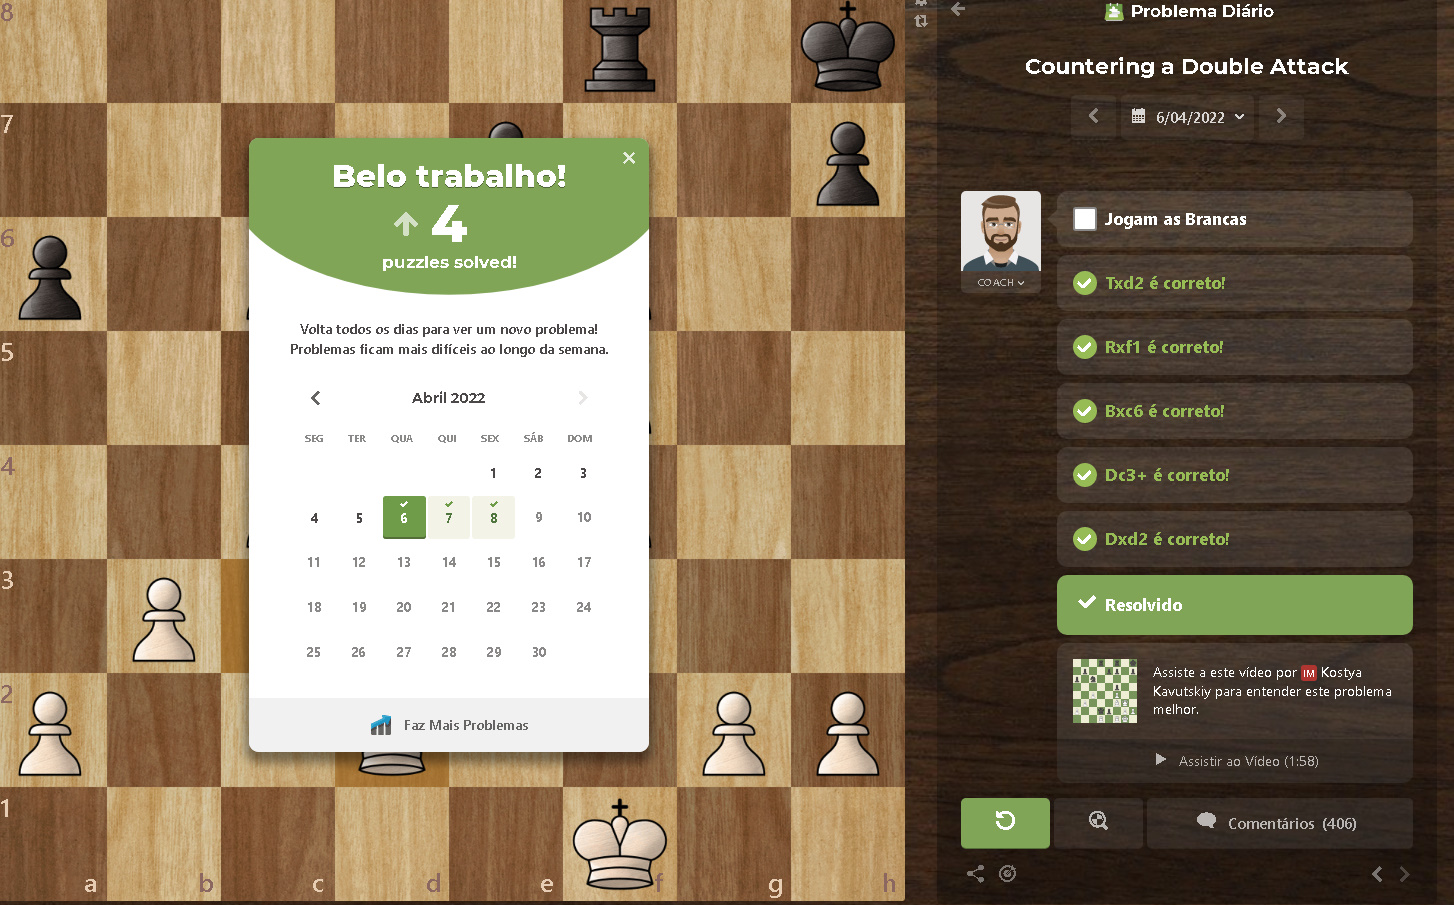 8
7
6
5
4
3
2
1
a
b
c
d
e
f
g
h
Belo trabalho!
4
puzzles solved!
Volta todos os dias para ver um novo problema!
Problemas ficam mais difíceis ao longo da semana.
Abril 2022
SEG TER QUA QUI SEX SÁB DOM
1 2 3
4 5 6 7 8 9 10
11 12 13 14 15 16 17
18 19 20 21 22 23 24
25 26 27 28 29 30
Faz Mais Problemas
Problema Diário
Countering a Double Attack
6/04/2022
COACH
Jogam as Brancas
Txd2 é correto!
Rxf1 é correto!
Bxc6 é correto!
Dc3+ é correto!
Dxd2 é correto!
Resolvido
Assiste a este vídeo por IM Kostya
Kavutskiy para entender este problema
melhor.
Assistir ao Vídeo (1:58)
Comentários (406)